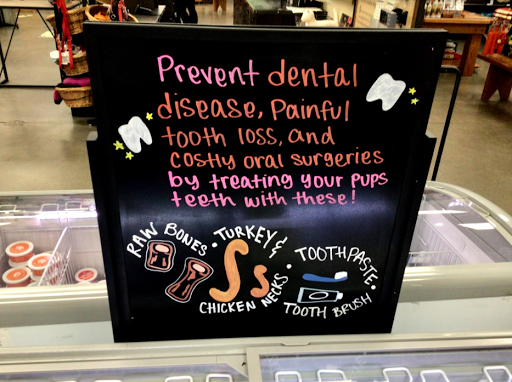 Prevent dental
disease, Painful
tooth loss, and
costly oral surgeries
by treating your pups
teeth with these!
RAW BONES •
TURKEY &
CHICKEN NECKS •
TOOTHPASTE •
TOOTH BRUSH